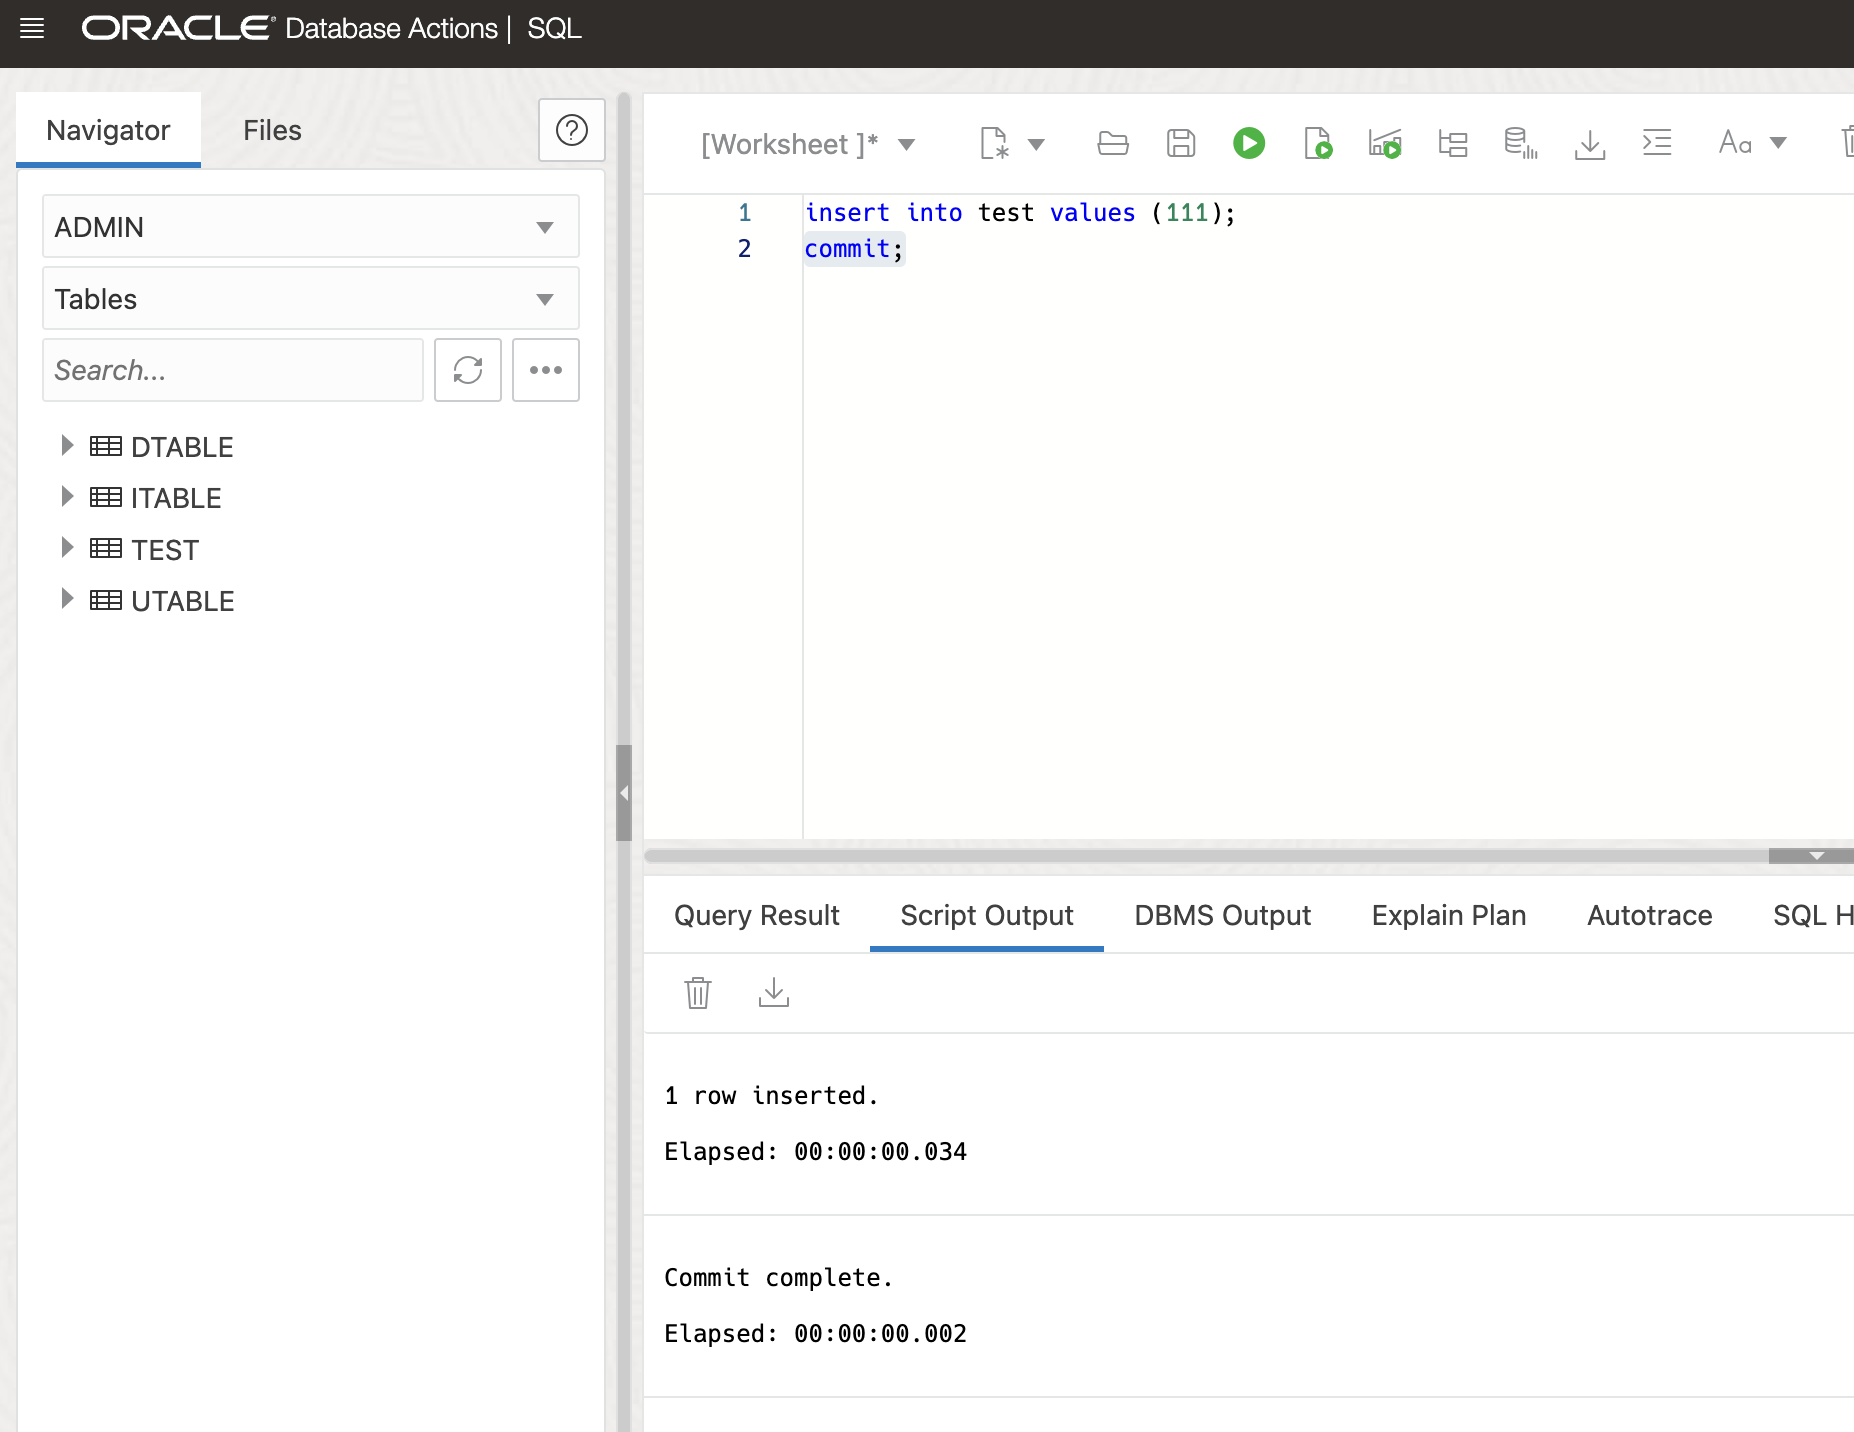 ORACLE® Database Actions | SQL
Navigator
Files
?
ADMIN
Tables
Search...
DTABLE
ITABLE
TEST
UTABLE
[Worksheet ]*
Aa
1 insert into test values (111);
2 commit;
Query Result
Script Output
DBMS Output
Explain Plan
Autotrace
SQL H
1 row inserted.
Elapsed: 00:00:00.034
Commit complete.
Elapsed: 00:00:00.002